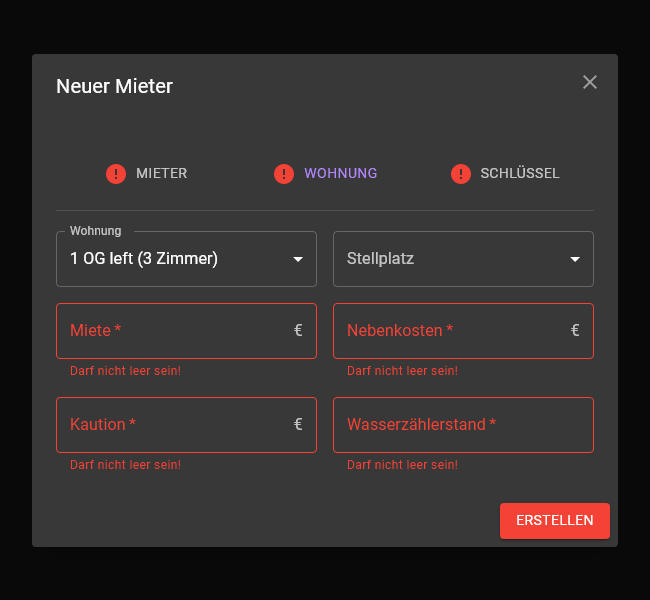 Neuer Mieter
MIETER WOHNUNG SCHLÜSSEL
Wohnung
1 OG left (3 Zimmer) Stellplatz
Miete * € Nebenkosten * €
Darf nicht leer sein! Darf nicht leer sein!
Kaution * € Wasserzählerstand *
Darf nicht leer sein! Darf nicht leer sein!
ERSTELLEN